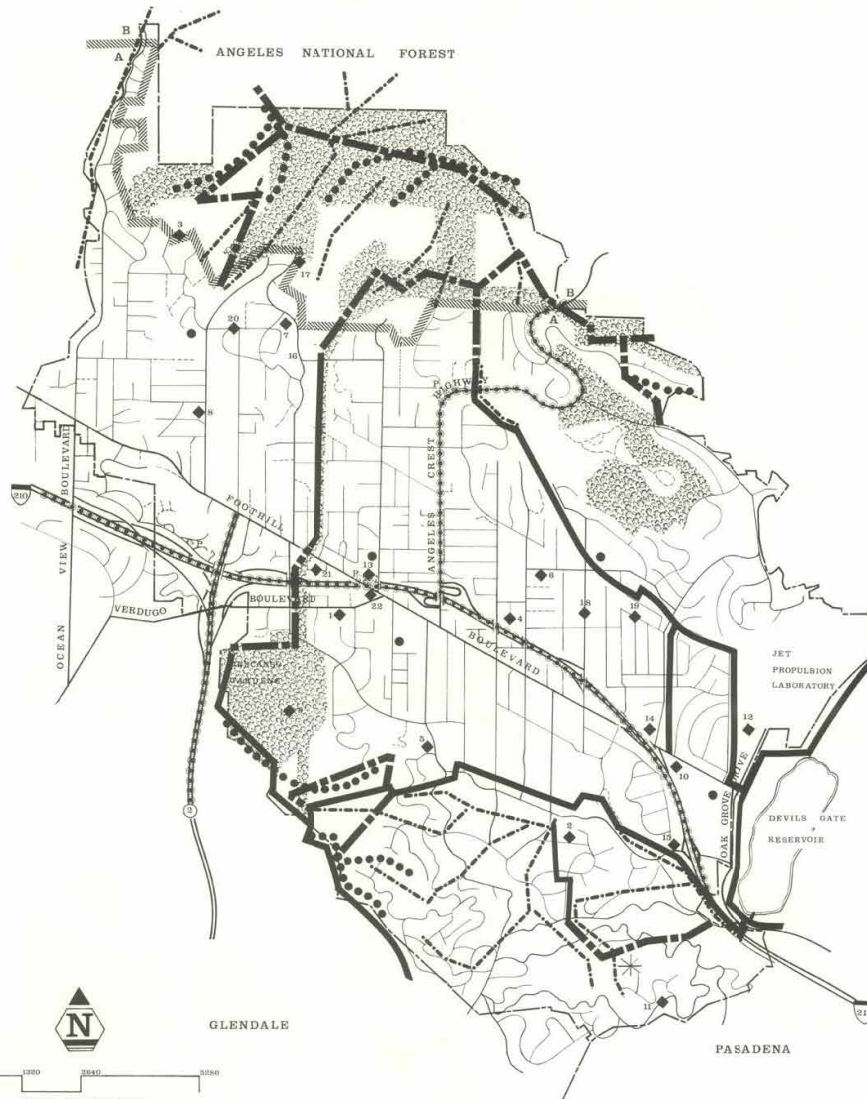 B
A
ANGELES NATIONAL FOREST
3
17
B
A
20
7
16
P
HIGHWAY
8
ANGELES CREST
210
OCEAN VIEW BOULEVARD
FOOTHILL
P
13
P
21
22
6
VERDUGO
BOULEVARD
1
4
18
19
BOULEVARD
DESCANSO
GARDENS
9
JET
PROPULSION
LABORATORY
5
14
12
10
2
2
15
OAK GROVE DRIVE
DEVILS GATE
RESERVOIR
11
N
GLENDALE
PASADENA
1320
2640
5280